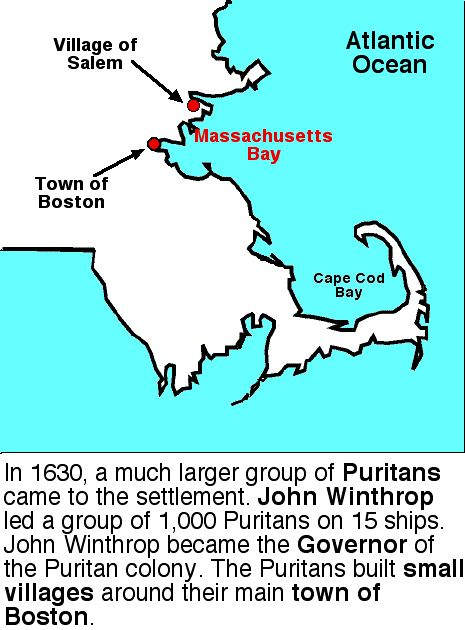 Village of
Salem
Atlantic
Ocean
Massachusetts
Bay
Town of
Boston
Cape Cod
Bay
In 1630, a much larger group of Puritans
came to the settlement. John Winthrop
led a group of 1,000 Puritans on 15 ships.
John Winthrop became the Governor of
the Puritan colony. The Puritans built small
villages around their main town of
Boston.